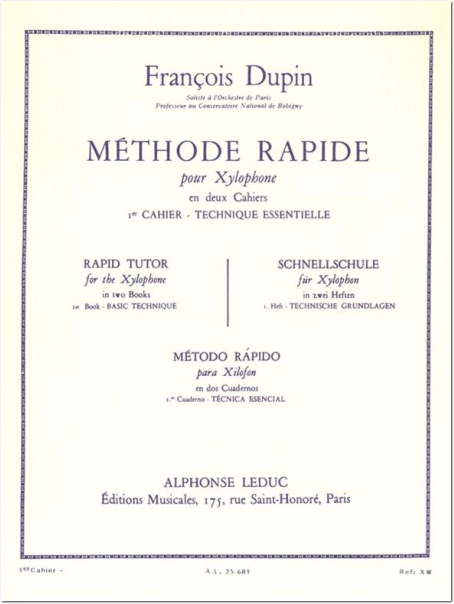 François Dupin
Soliste à l'Orchestre de Paris
Professeur au Conservatoire National de Bobigny
MÉTHODE RAPIDE
pour Xylophone
en deux Cahiers
1er CAHIER - TECHNIQUE ESSENTIELLE
RAPID TUTOR
for the Xylophone
in two Books
1st Book - BASIC TECHNIQUE
SCHNELLSCHULE
für Xylophon
in zwei Heften
1. Heft - TECHNISCHE GRUNDLAGEN
MÉTODO RÁPIDO
para Xilofon
en dos Cuadernos
1.er Cuaderno - TÉCNICA ESENCIAL
ALPHONSE LEDUC
Éditions Musicales, 175, rue Saint-Honoré, Paris
1er Cahier -
A.L. 25.681
Ref: XW